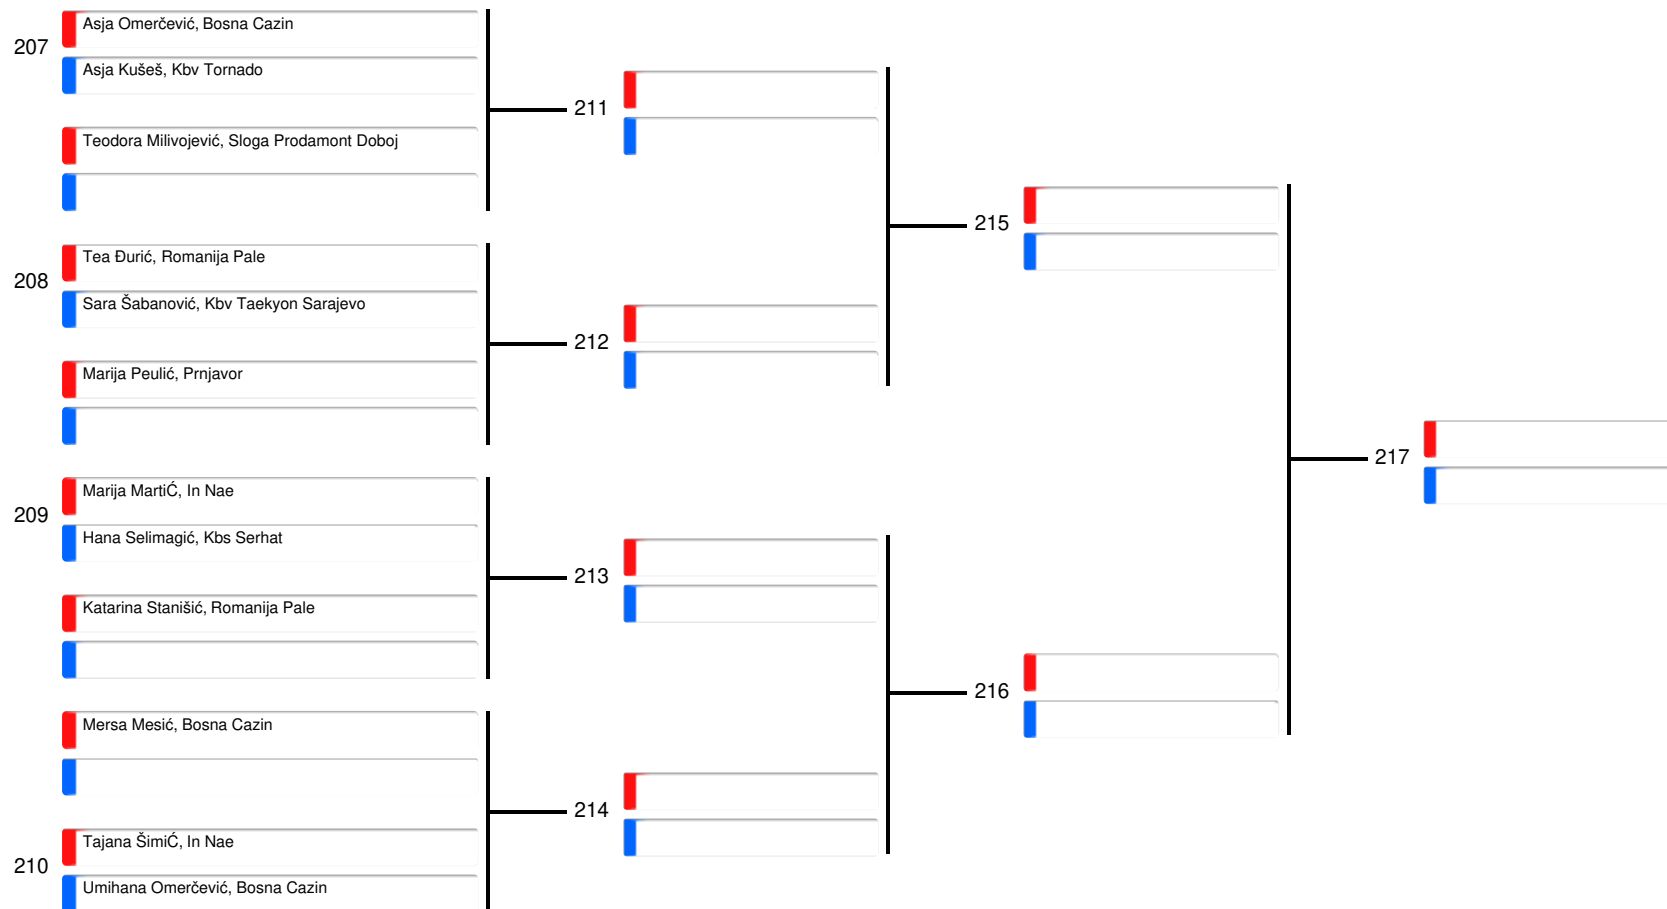 207
Asja Omerčević, Bosna Cazin
Asja Kušeš, Kbv Tornado
Teodora Milivojević, Sloga Prodamont Doboj
208
Tea Đurić, Romanija Pale
Sara Šabanović, Kbv Taekyon Sarajevo
Marija Peulić, Prnjavor
209
Marija MartiĆ, In Nae
Hana Selimagić, Kbs Serhat
Katarina Stanišić, Romanija Pale
Mersa Mesić, Bosna Cazin
210
Tajana ŠimiĆ, In Nae
Umihana Omerčević, Bosna Cazin
211
212
213
214
215
216
217